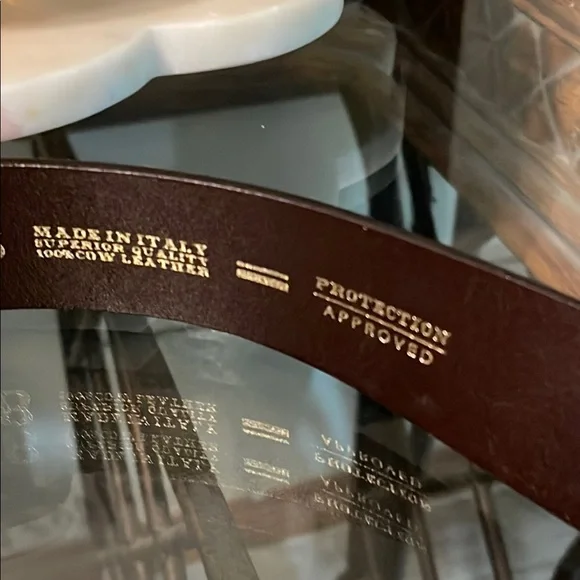 MADE IN ITALY
SUPERIOR QUALITY
100% COW LEATHER
PROTECTION
APPROVED